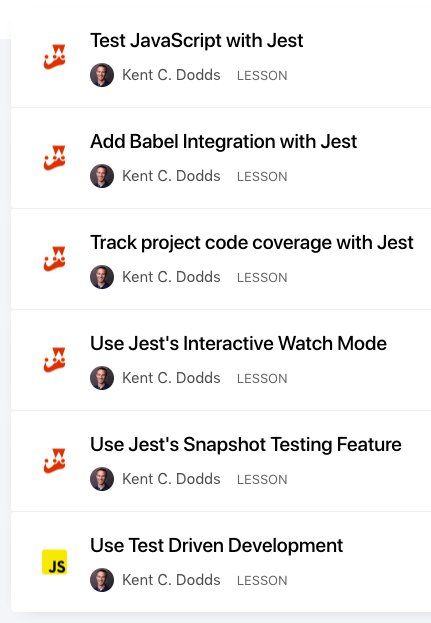 Test JavaScript with Jest
Kent C. Dodds LESSON
Add Babel Integration with Jest
Kent C. Dodds LESSON
Track project code coverage with Jest
Kent C. Dodds LESSON
Use Jest's Interactive Watch Mode
Kent C. Dodds LESSON
Use Jest's Snapshot Testing Feature
Kent C. Dodds LESSON
Use Test Driven Development
JS
Kent C. Dodds LESSON